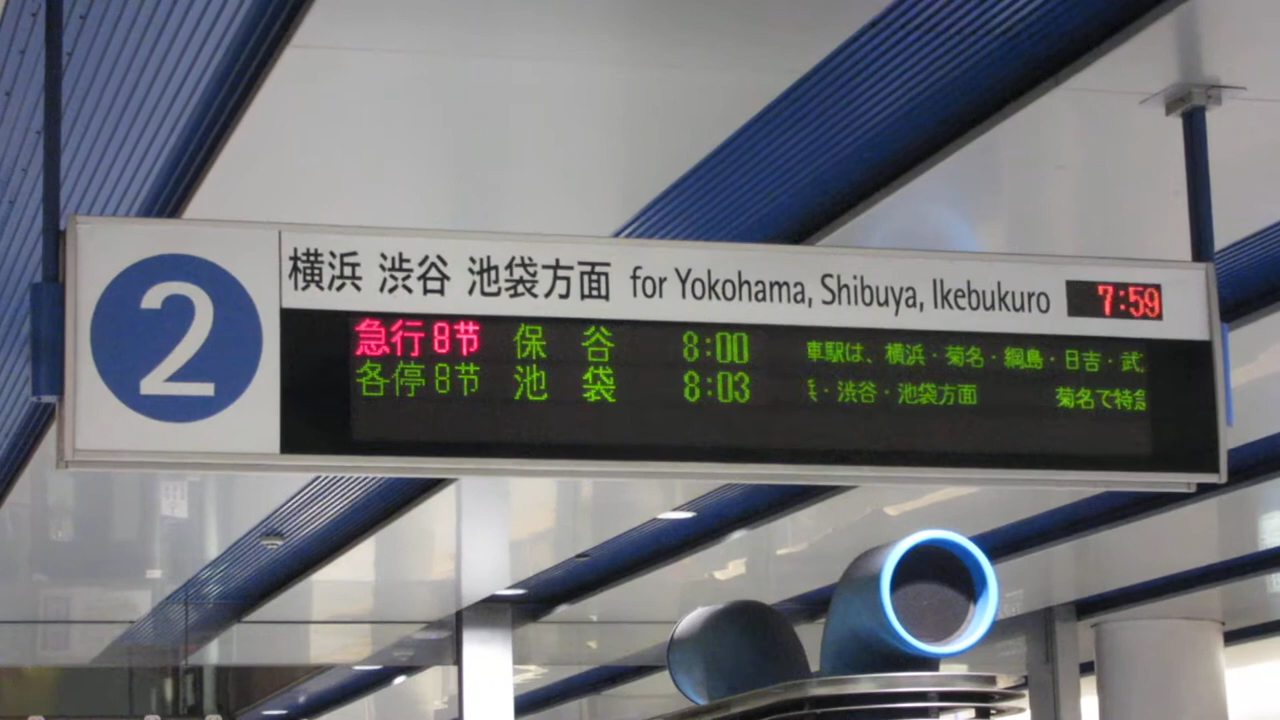 2
横浜 渋谷 池袋方面 for Yokohama, Shibuya, Ikebukuro 7:59
急行 8节 保谷 8:00 車駅は、横浜・菊名・綱島・日吉・武
各停 8节 池袋 8:03 ・渋谷・池袋方面 菊名で特急